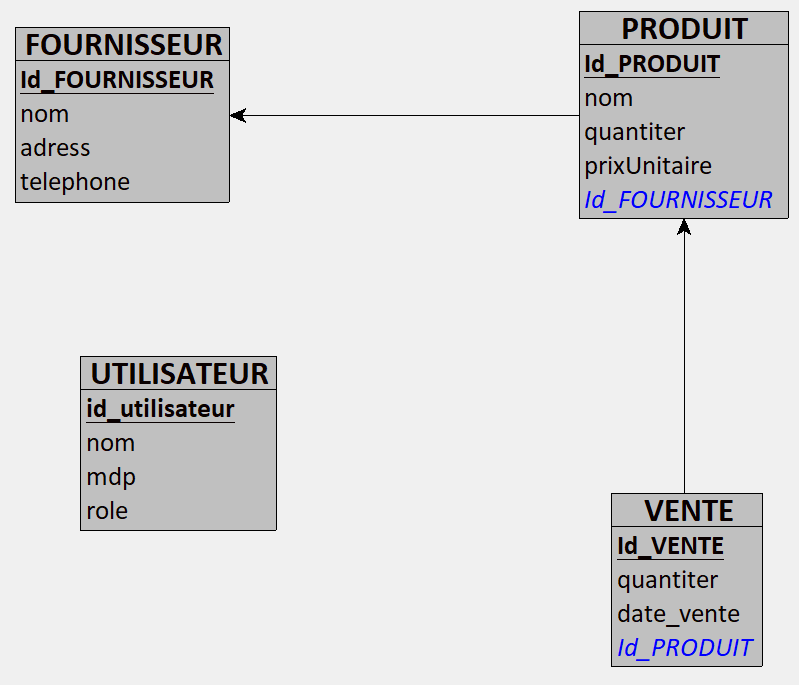 FOURNISSEUR
Id_FOURNISSEUR
nom
adress
telephone
PRODUIT
Id_PRODUIT
nom
quantiter
prixUnitaire
Id_FOURNISSEUR
UTILISATEUR
id_utilisateur
nom
mdp
role
VENTE
Id_VENTE
quantiter
date_vente
Id_PRODUIT